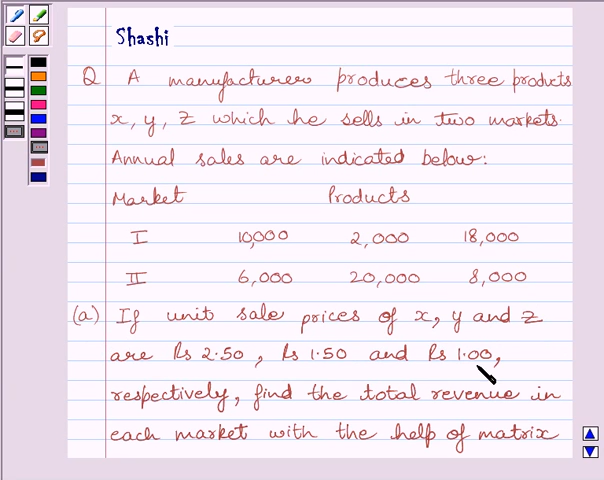 Shashi
Q A manufacturer produces three products
x, y, z which he sells in two markets.
Annual sales are indicated below:
Market Products
I 10,000 2,000 18,000
II 6,000 20,000 8,000
(a) If unit sale prices of x, y and z
are Rs 2.50, Rs 1.50 and Rs 1.00,
respectively, find the total revenue in
each market with the help of matrix